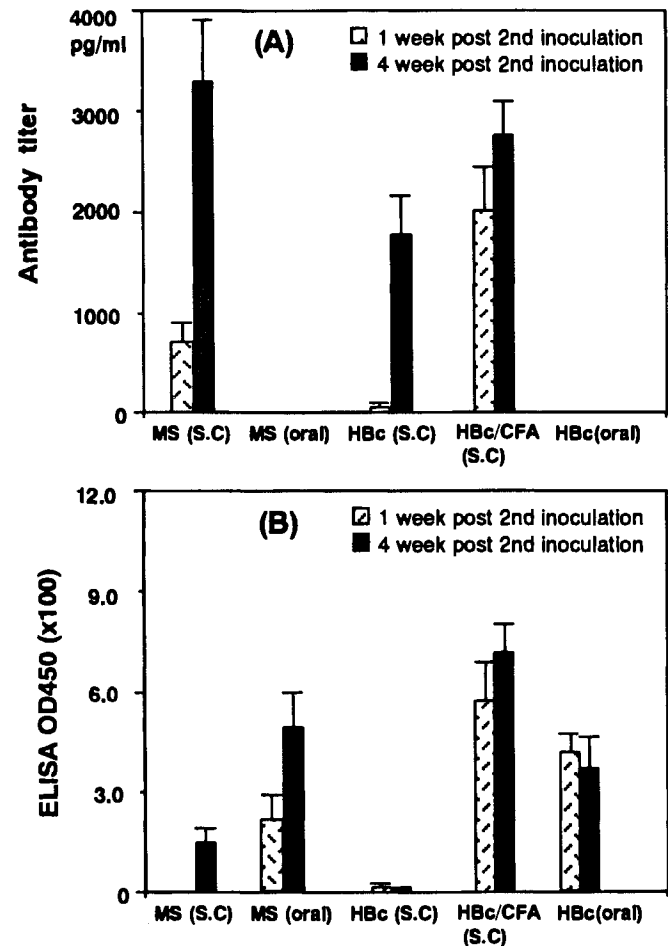 4000
pg/ml
(A)
1 week post 2nd inoculation
4 week post 2nd inoculation
3000
2000
1000
0
Antibody titer
MS (S.C) MS (oral) HBc (S.C) HBc/CFA HBc(oral)
(S.C)
12.0
(B)
1 week post 2nd inoculation
4 week post 2nd inoculation
9.0
6.0
3.0
0
ELISA OD450 (x100)
MS (S.C) MS (oral) HBc (S.C) HBc/CFA HBc(oral)
(S.C)